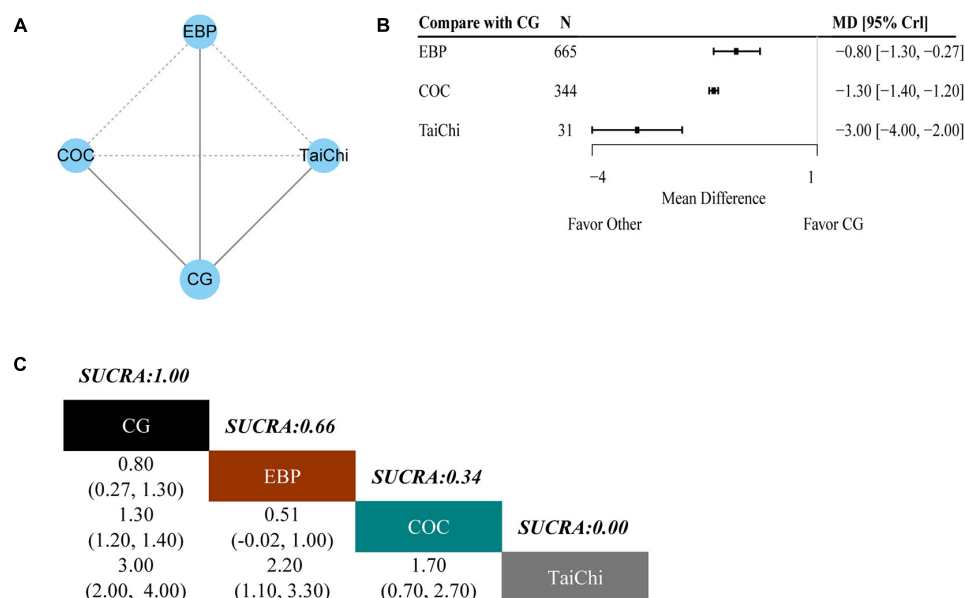 A
EBP
COC
TaiChi
CG
B
Compare with CG N MD [95% Crl]
EBP 665 −0.80 [−1.30, −0.27]
COC 344 −1.30 [−1.40, −1.20]
TaiChi 31 −3.00 [−4.00, −2.00]
−4 1
Mean Difference
Favor Other Favor CG
C
SUCRA:1.00
CG SUCRA:0.66
0.80 EBP SUCRA:0.34
(0.27, 1.30)
1.30 0.51 COC SUCRA:0.00
(1.20, 1.40) (-0.02, 1.00)
3.00 2.20 1.70 TaiChi
(2.00, 4.00) (1.10, 3.30) (0.70, 2.70)